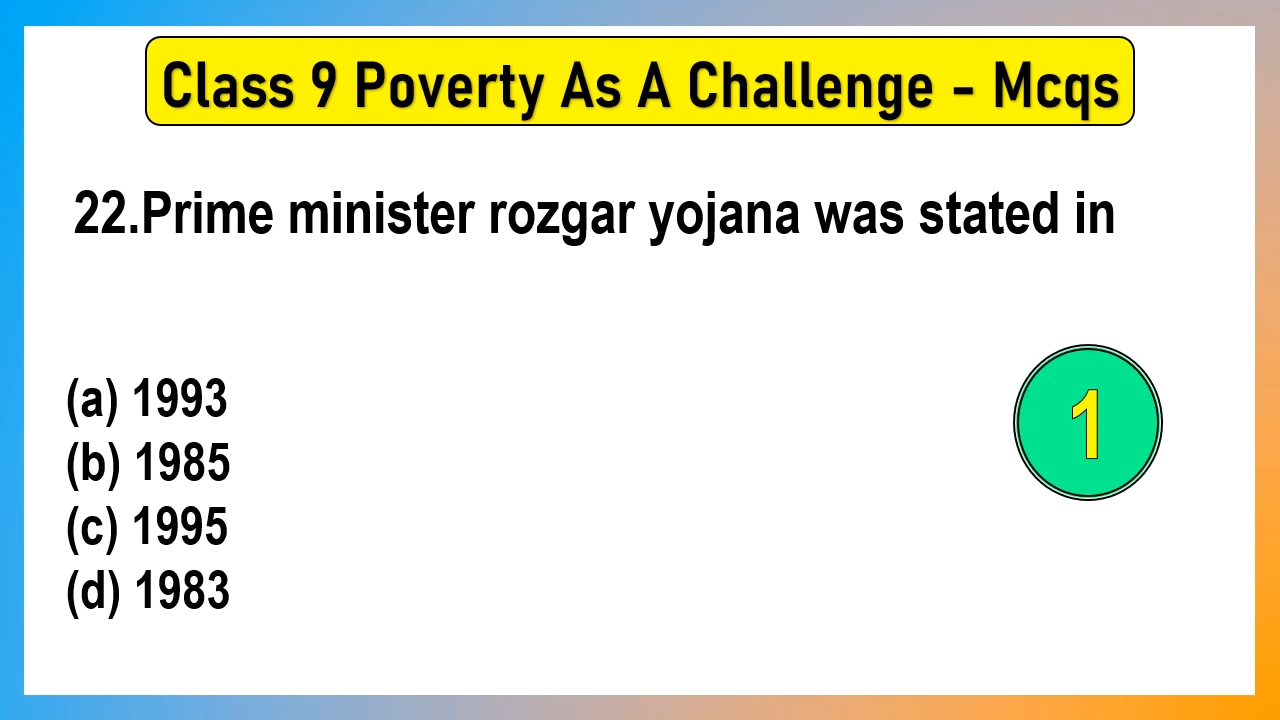 Class 9 Poverty As A Challenge - Mcqs
22.Prime minister rozgar yojana was stated in
(a) 1993
(b) 1985
(c) 1995
(d) 1983
1